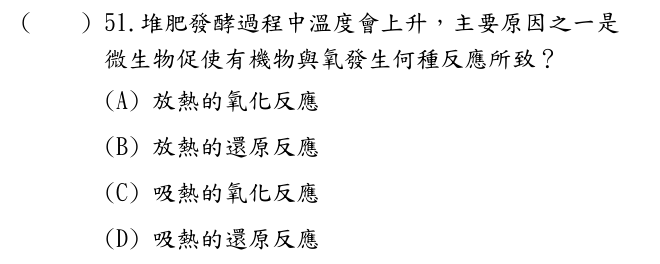 (　　) 51. 堆肥發酵過程中溫度會上升，主要原因之一是
微生物促使有機物與氧發生何種反應所致？
(A) 放熱的氧化反應
(B) 放熱的還原反應
(C) 吸熱的氧化反應
(D) 吸熱的還原反應